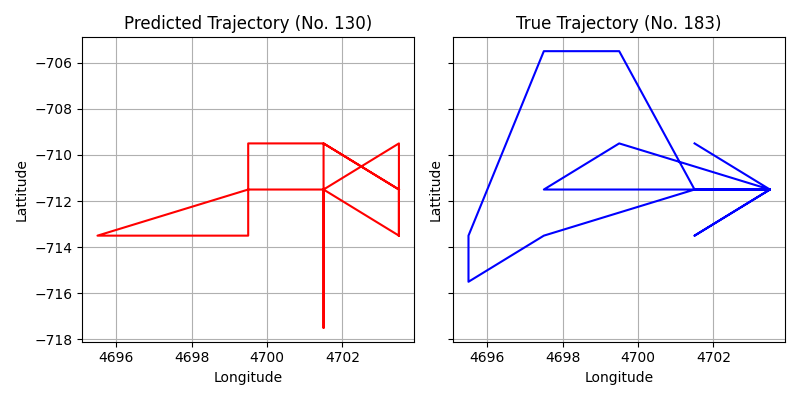 Predicted Trajectory (No. 130)
True Trajectory (No. 183)
−706
−708
−710
−712
−714
−716
−718
Lattitude
Lattitude
4696 4698 4700 4702
4696 4698 4700 4702
Longitude
Longitude